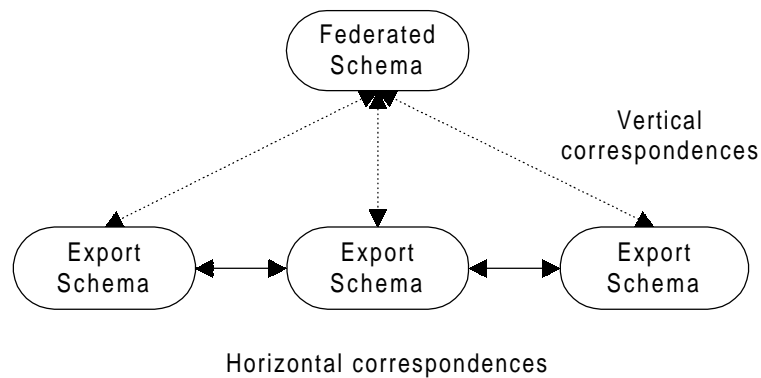 Federated
Schema
Vertical
correspondences
Export
Schema
Export
Schema
Export
Schema
Horizontal correspondences